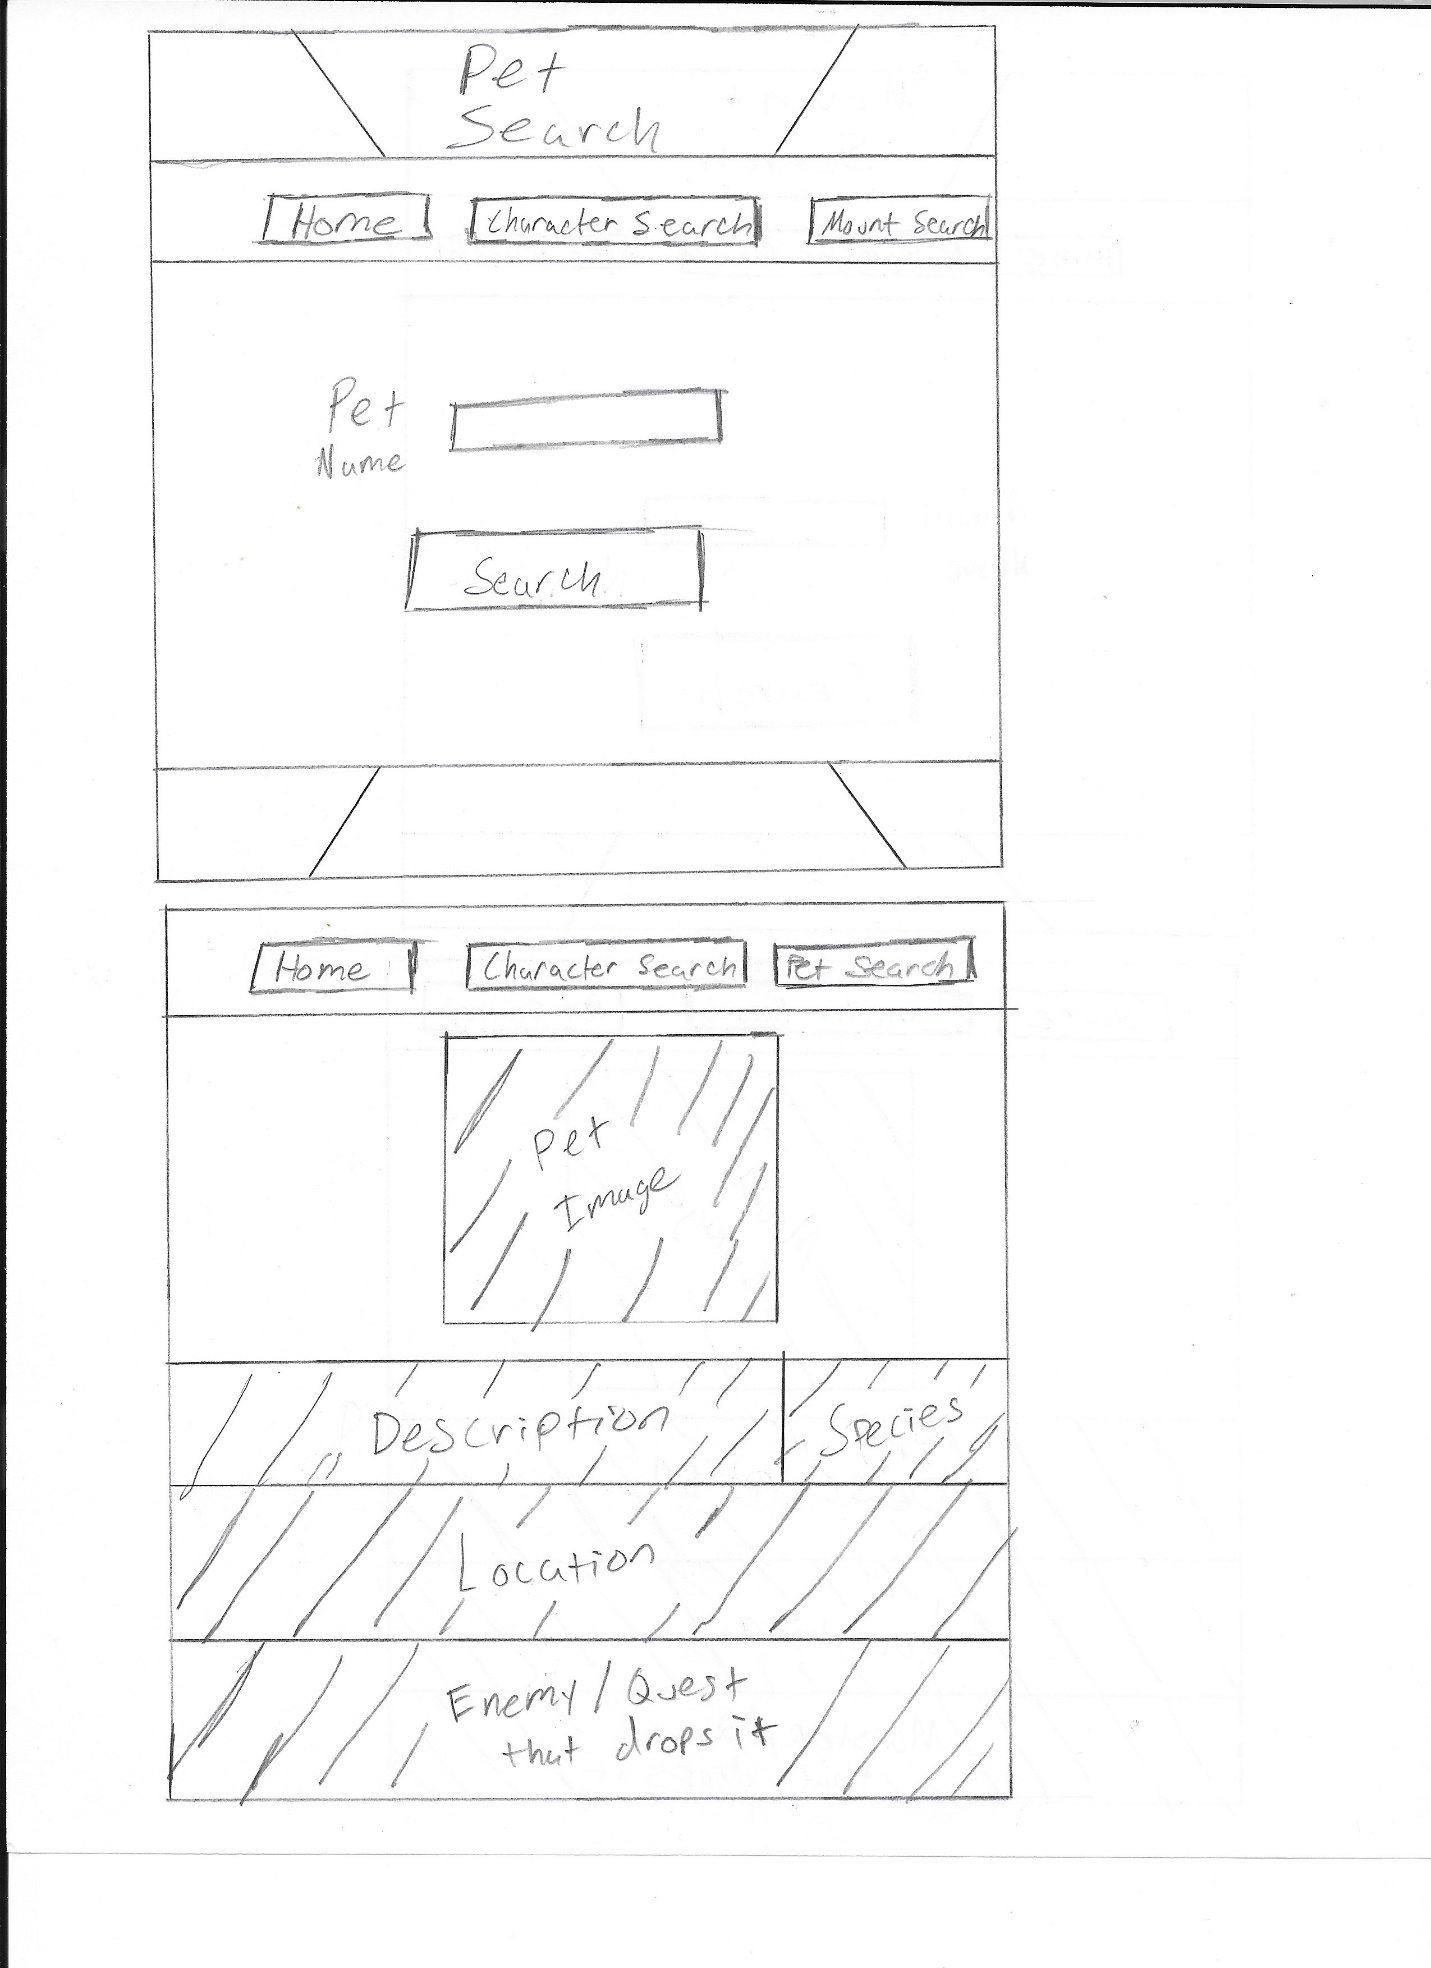 Pet
Search
Home
Character Search
Mount Search
Pet
Name
Search
Home
Character Search
Pet Search
Pet
Image
Description
Species
Location
Enemy / Quest
that drops it